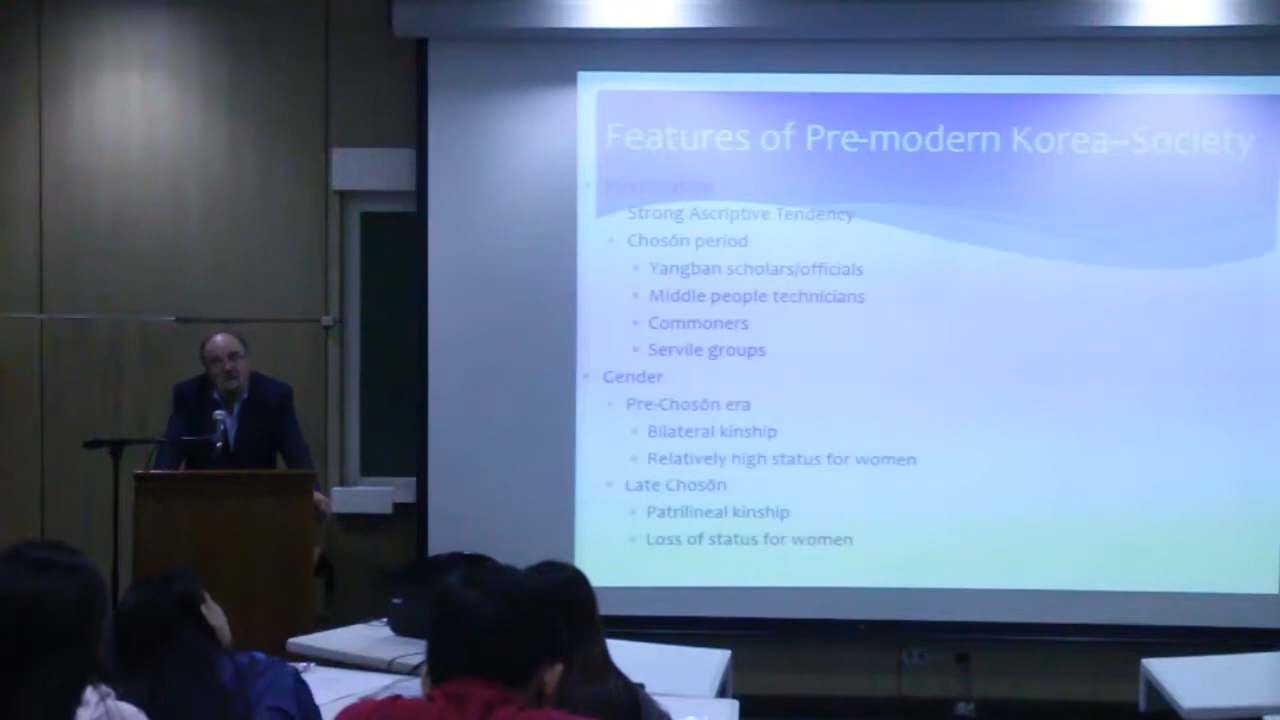 Features of Pre-modern Korea—Society
Strong Ascriptive Tendency
• Chosŏn period
• Yangban scholars/officials
• Middle people technicians
• Commoners
• Servile groups
• Gender
• Pre-Chosŏn era
• Bilateral kinship
• Relatively high status for women
• Late Chosŏn
• Patrilineal kinship
• Loss of status for women